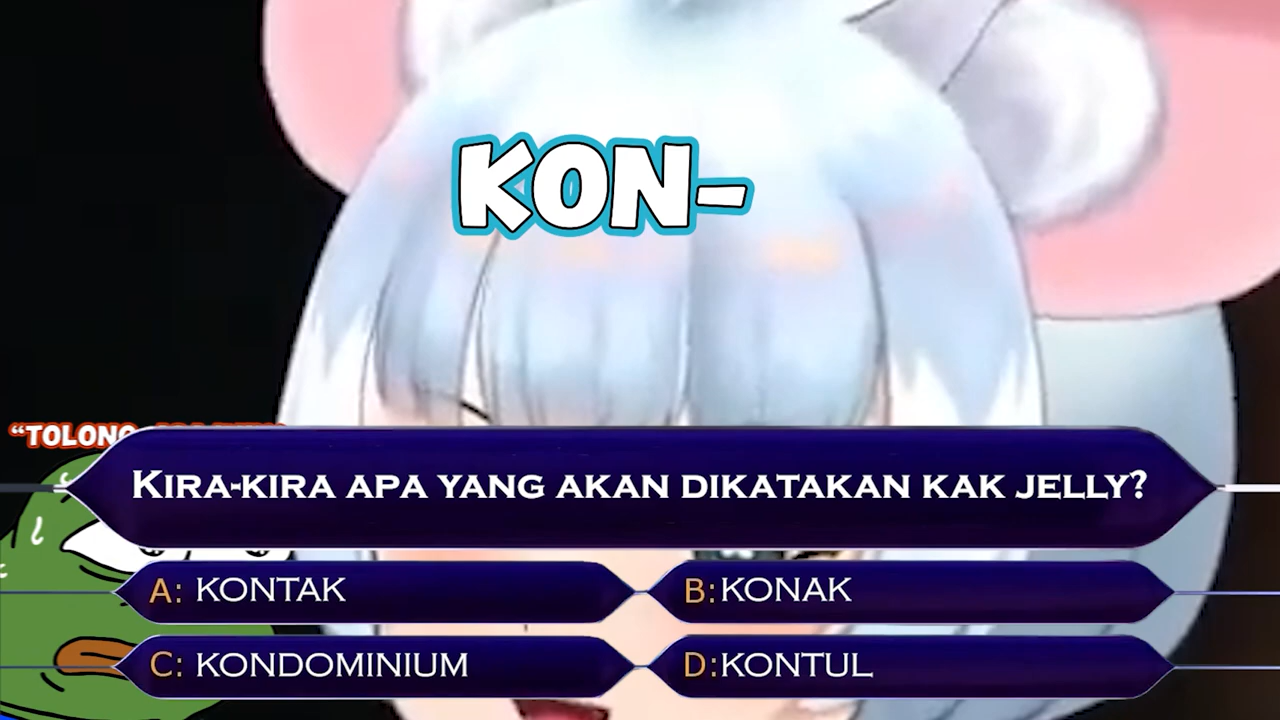 KON-
“TOLONG
KIRA-KIRA APA YANG AKAN DIKATAKAN KAK JELLY?
A: KONTAK
B: KONAK
C: KONDOMINIUM
D: KONTUL